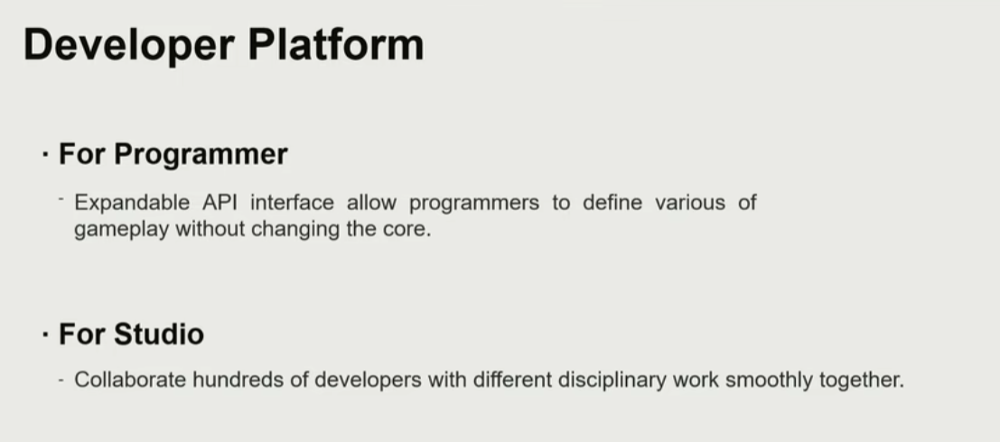 Developer Platform
· For Programmer
- Expandable API interface allow programmers to define various of
gameplay without changing the core.
· For Studio
- Collaborate hundreds of developers with different disciplinary work smoothly together.